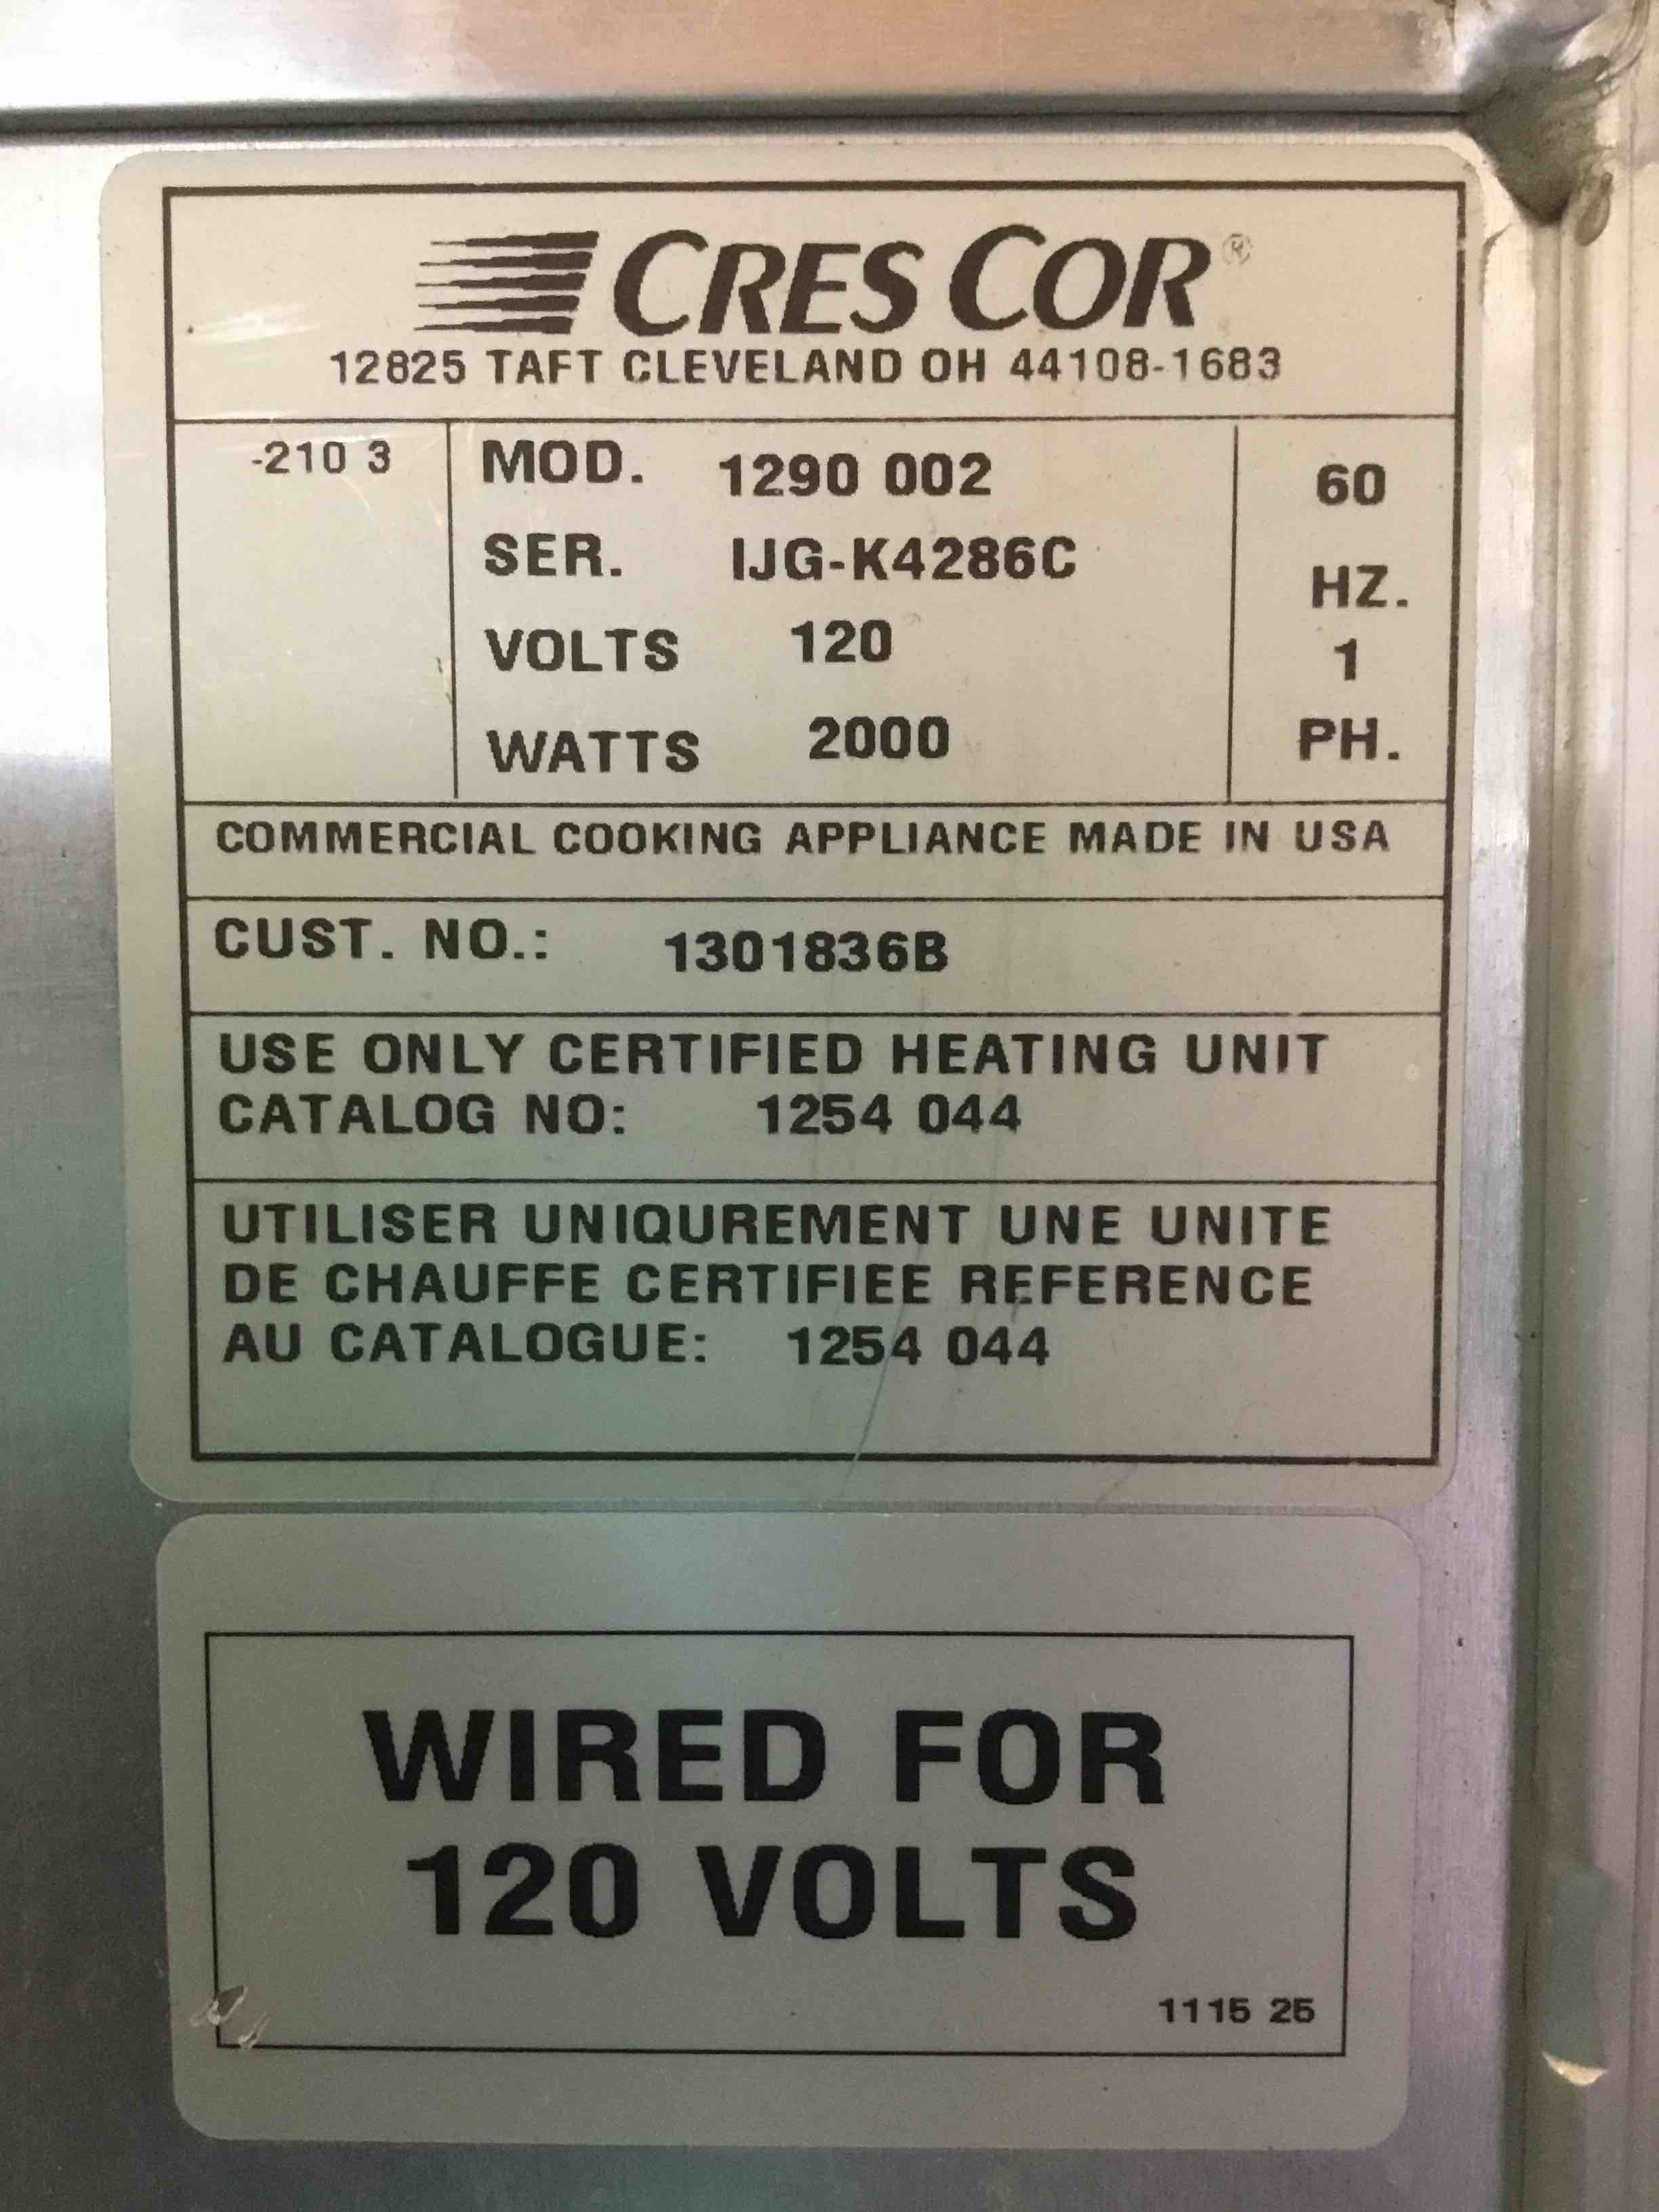 CRES COR®
12825 TAFT CLEVELAND OH 44108-1683
-210 3
MOD. 1290 002
SER. IJG-K4286C
VOLTS 120
WATTS 2000
60
HZ.
1
PH.
COMMERCIAL COOKING APPLIANCE MADE IN USA
CUST. NO.: 1301836B
USE ONLY CERTIFIED HEATING UNIT
CATALOG NO: 1254 044
UTILISER UNIQUREMENT UNE UNITE
DE CHAUFFE CERTIFIEE REFERENCE
AU CATALOGUE: 1254 044
WIRED FOR
120 VOLTS
1115 25